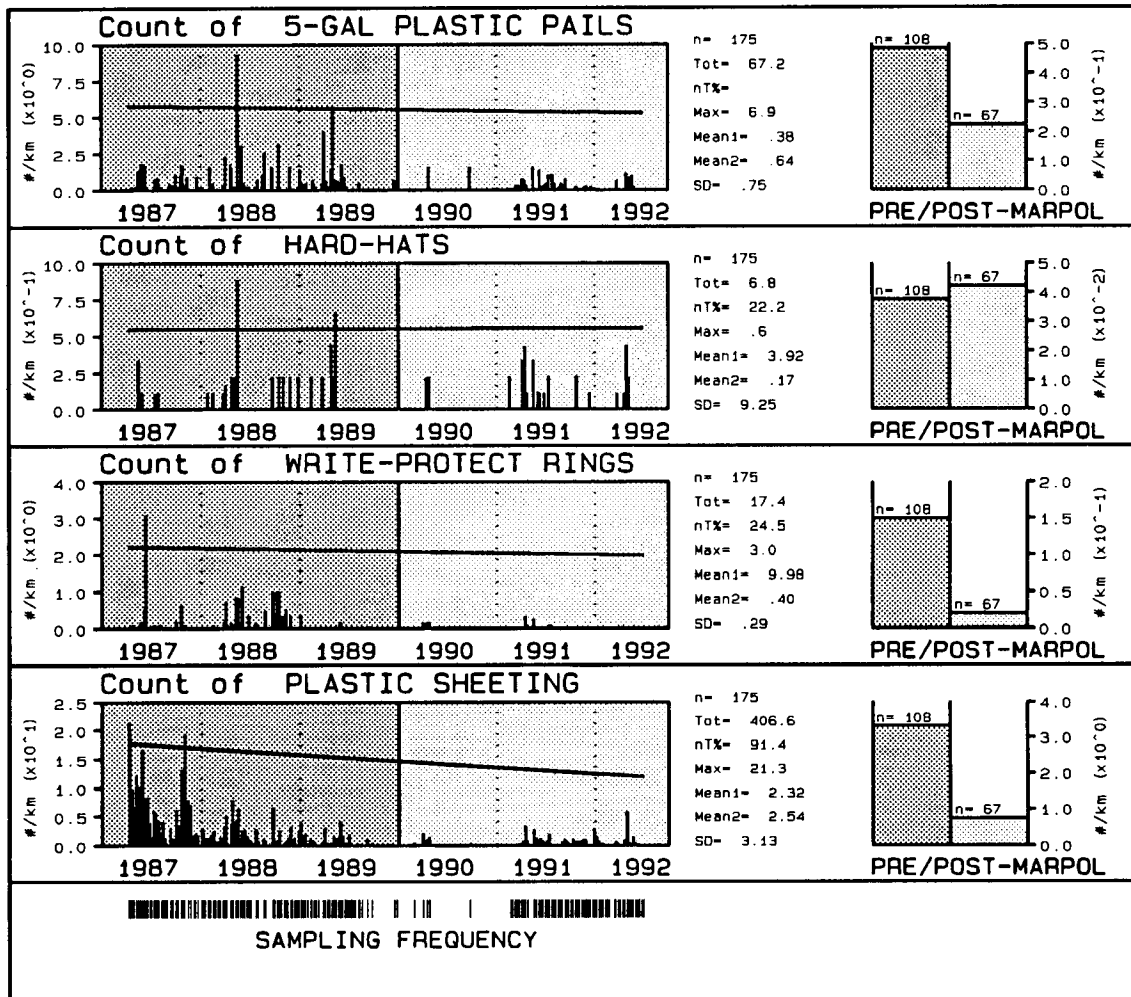 Count of 5-GAL PLASTIC PAILS
#/km (x10^0)
10.0
7.5
5.0
2.5
0.0
1987 1988 1989 1990 1991 1992
n= 175
Tot= 67.2
nT%=
Max= 6.9
Mean1= .38
Mean2= .64
SD= .75
n= 108
n= 67
5.0
4.0
3.0
2.0
1.0
0.0
#/km (x10^-1)
PRE/POST-MARPOL
Count of HARD-HATS
#/km (x10^-1)
10.0
7.5
5.0
2.5
0.0
1987 1988 1989 1990 1991 1992
n= 175
Tot= 6.8
nT%= 22.2
Max= .6
Mean1= 3.92
Mean2= .17
SD= 9.25
n= 108
n= 67
5.0
4.0
3.0
2.0
1.0
0.0
#/km (x10^-2)
PRE/POST-MARPOL
Count of WRITE-PROTECT RINGS
#/km (x10^0)
4.0
3.0
2.0
1.0
0.0
1987 1988 1989 1990 1991 1992
n= 175
Tot= 17.4
nT%= 24.5
Max= 3.0
Mean1= 9.98
Mean2= .40
SD= .29
n= 108
n= 67
2.0
1.5
1.0
0.5
0.0
#/km (x10^-1)
PRE/POST-MARPOL
Count of PLASTIC SHEETING
#/km (x10^1)
2.5
2.0
1.5
1.0
0.5
0.0
1987 1988 1989 1990 1991 1992
n= 175
Tot= 406.6
nT%= 91.4
Max= 21.3
Mean1= 2.32
Mean2= 2.54
SD= 3.13
n= 108
n= 67
4.0
3.0
2.0
1.0
0.0
#/km (x10^0)
PRE/POST-MARPOL
SAMPLING FREQUENCY